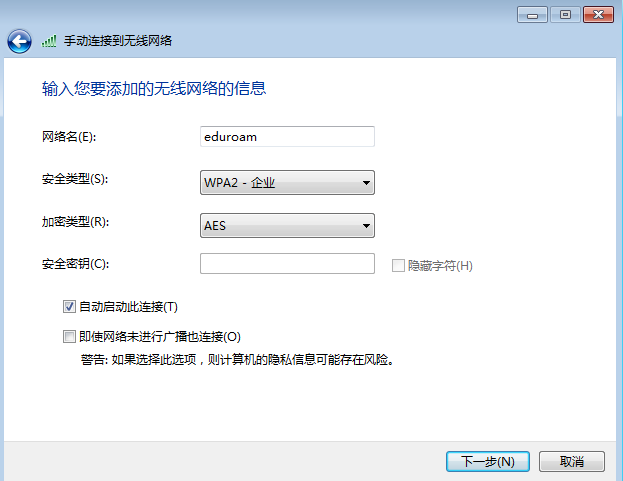 手动连接到无线网络
输入您要添加的无线网络的信息
网络名(E): eduroam
安全类型(S): WPA2 - 企业
加密类型(R): AES
安全密钥(C): 隐藏字符(H)
自动启动此连接(T)
即使网络未进行广播也连接(O)
警告: 如果选择此选项，则计算机的隐私信息可能存在风险。
下一步(N) 取消